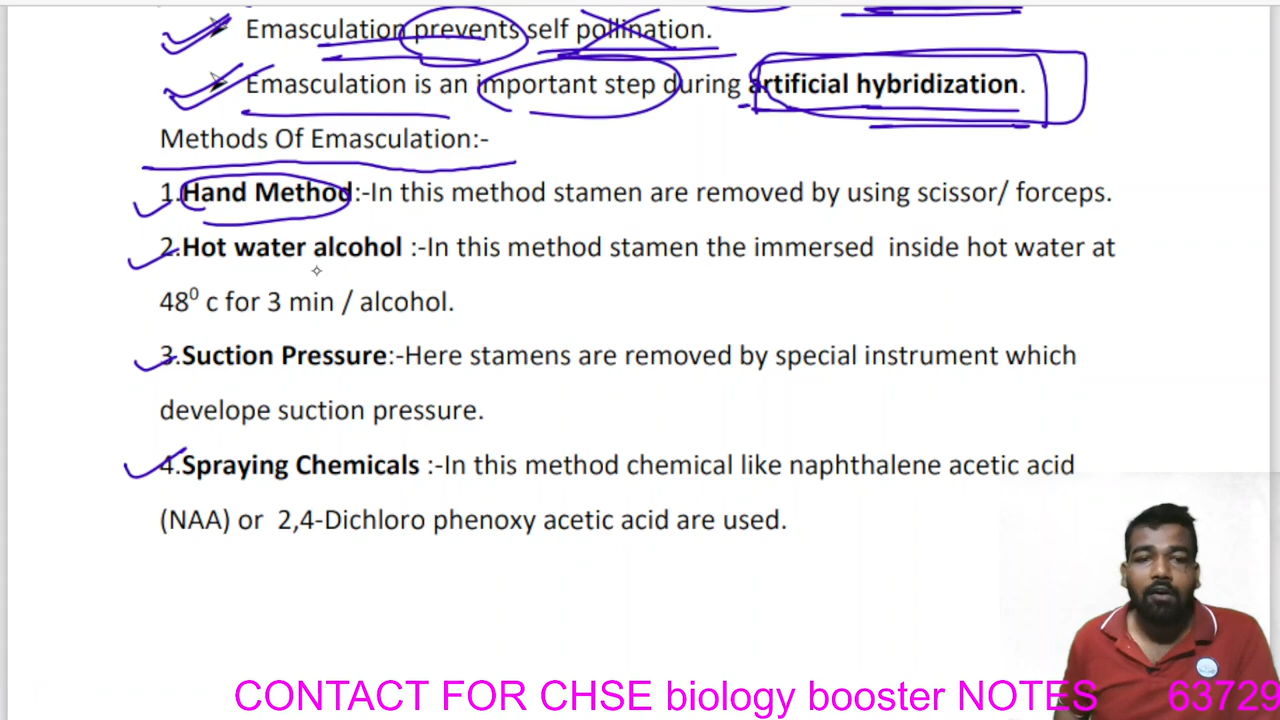 Emasculation prevents self pollination.
Emasculation is an important step during artificial hybridization.
Methods Of Emasculation:-
1.Hand Method:-In this method stamen are removed by using scissor/ forceps.
2.Hot water alcohol :-In this method stamen the immersed inside hot water at
48⁰ c for 3 min / alcohol.
3.Suction Pressure:-Here stamens are removed by special instrument which
develope suction pressure.
4.Spraying Chemicals :-In this method chemical like naphthalene acetic acid
(NAA) or 2,4-Dichloro phenoxy acetic acid are used.
CONTACT FOR CHSE biology booster NOTES 63729